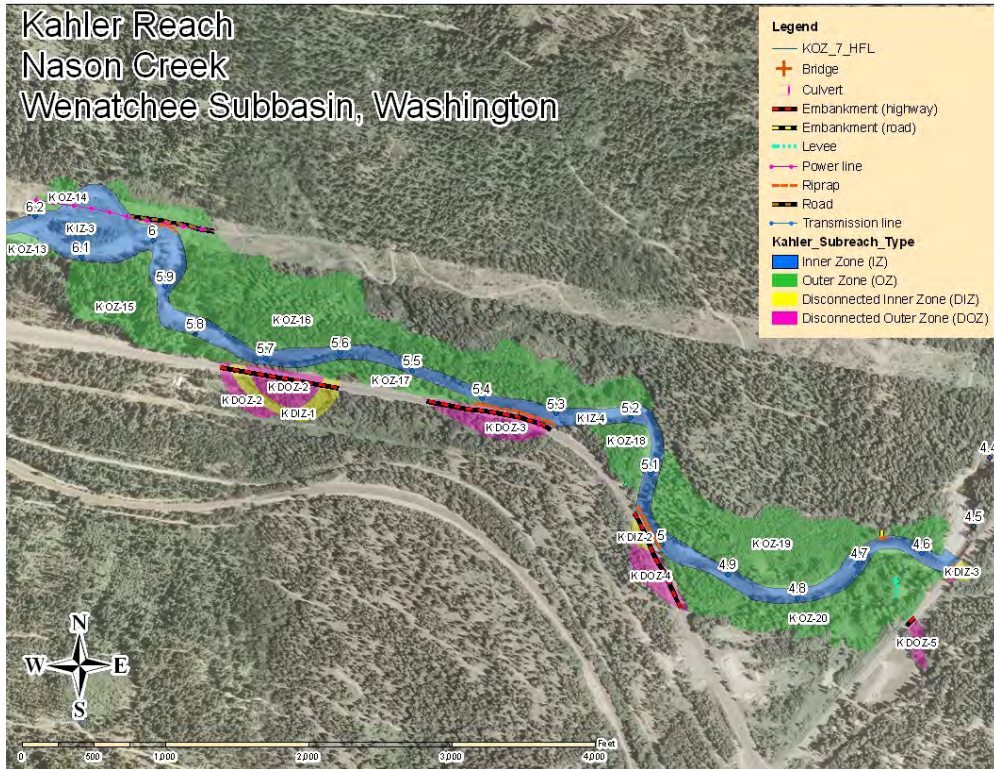 Kahler Reach
Nason Creek
Wenatchee Subbasin, Washington
Legend
KOZ_7_HFL
Bridge
Culvert
Embankment (highway)
Embankment (road)
Levee
Power line
Riprap
Road
Transmission line
Kahler_Subreach_Type
Inner Zone (IZ)
Outer Zone (OZ)
Disconnected Inner Zone (DIZ)
Disconnected Outer Zone (DOZ)
KOZ-14
6.2
KIZ-3
6
KOZ-13
6.1
5.9
KOZ-15
5.8
KOZ-16
5.7
5.6
5.5
KOZ-17
5.4
KDOZ-2
KDOZ-2
KDIZ-1
5.3
KIZ-4
5.2
KDOZ-3
KOZ-18
5.1
4.4
4.5
KDIZ-2
5
KOZ-19
4.7
4.6
4.9
KDIZ-3
KDOZ-4
4.8
KOZ-20
KDOZ-5
N
W E
S
Feet
0 500 1,000 2,000 3,000 4,000